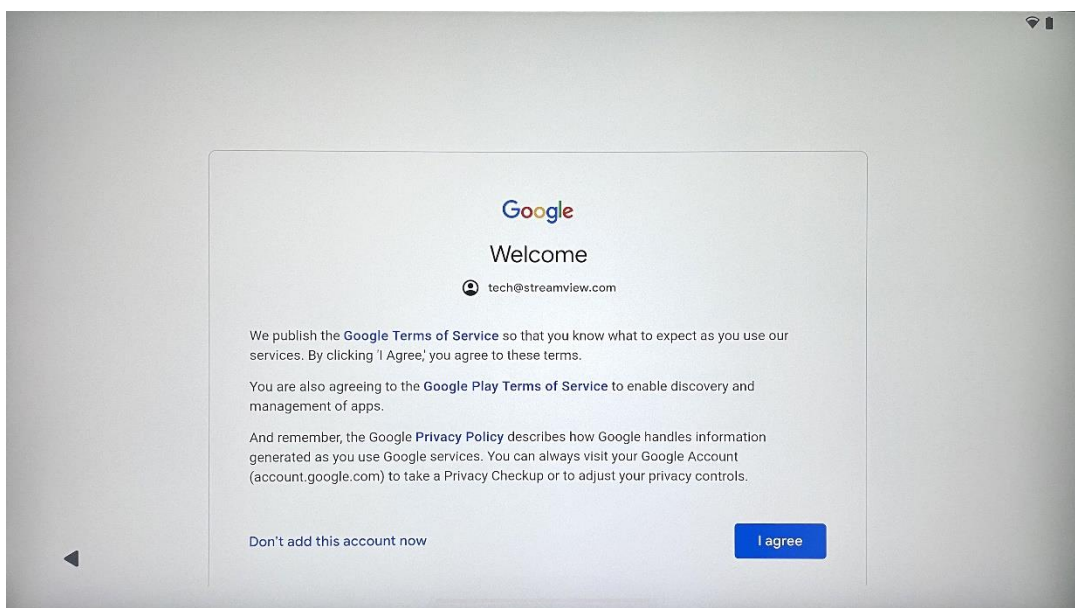 Google
Welcome
tech@streamview.com
We publish the Google Terms of Service so that you know what to expect as you use our
services. By clicking 'I Agree,' you agree to these terms.
You are also agreeing to the Google Play Terms of Service to enable discovery and
management of apps.
And remember, the Google Privacy Policy describes how Google handles information
generated as you use Google services. You can always visit your Google Account
(account.google.com) to take a Privacy Checkup or to adjust your privacy controls.
Don't add this account now
I agree